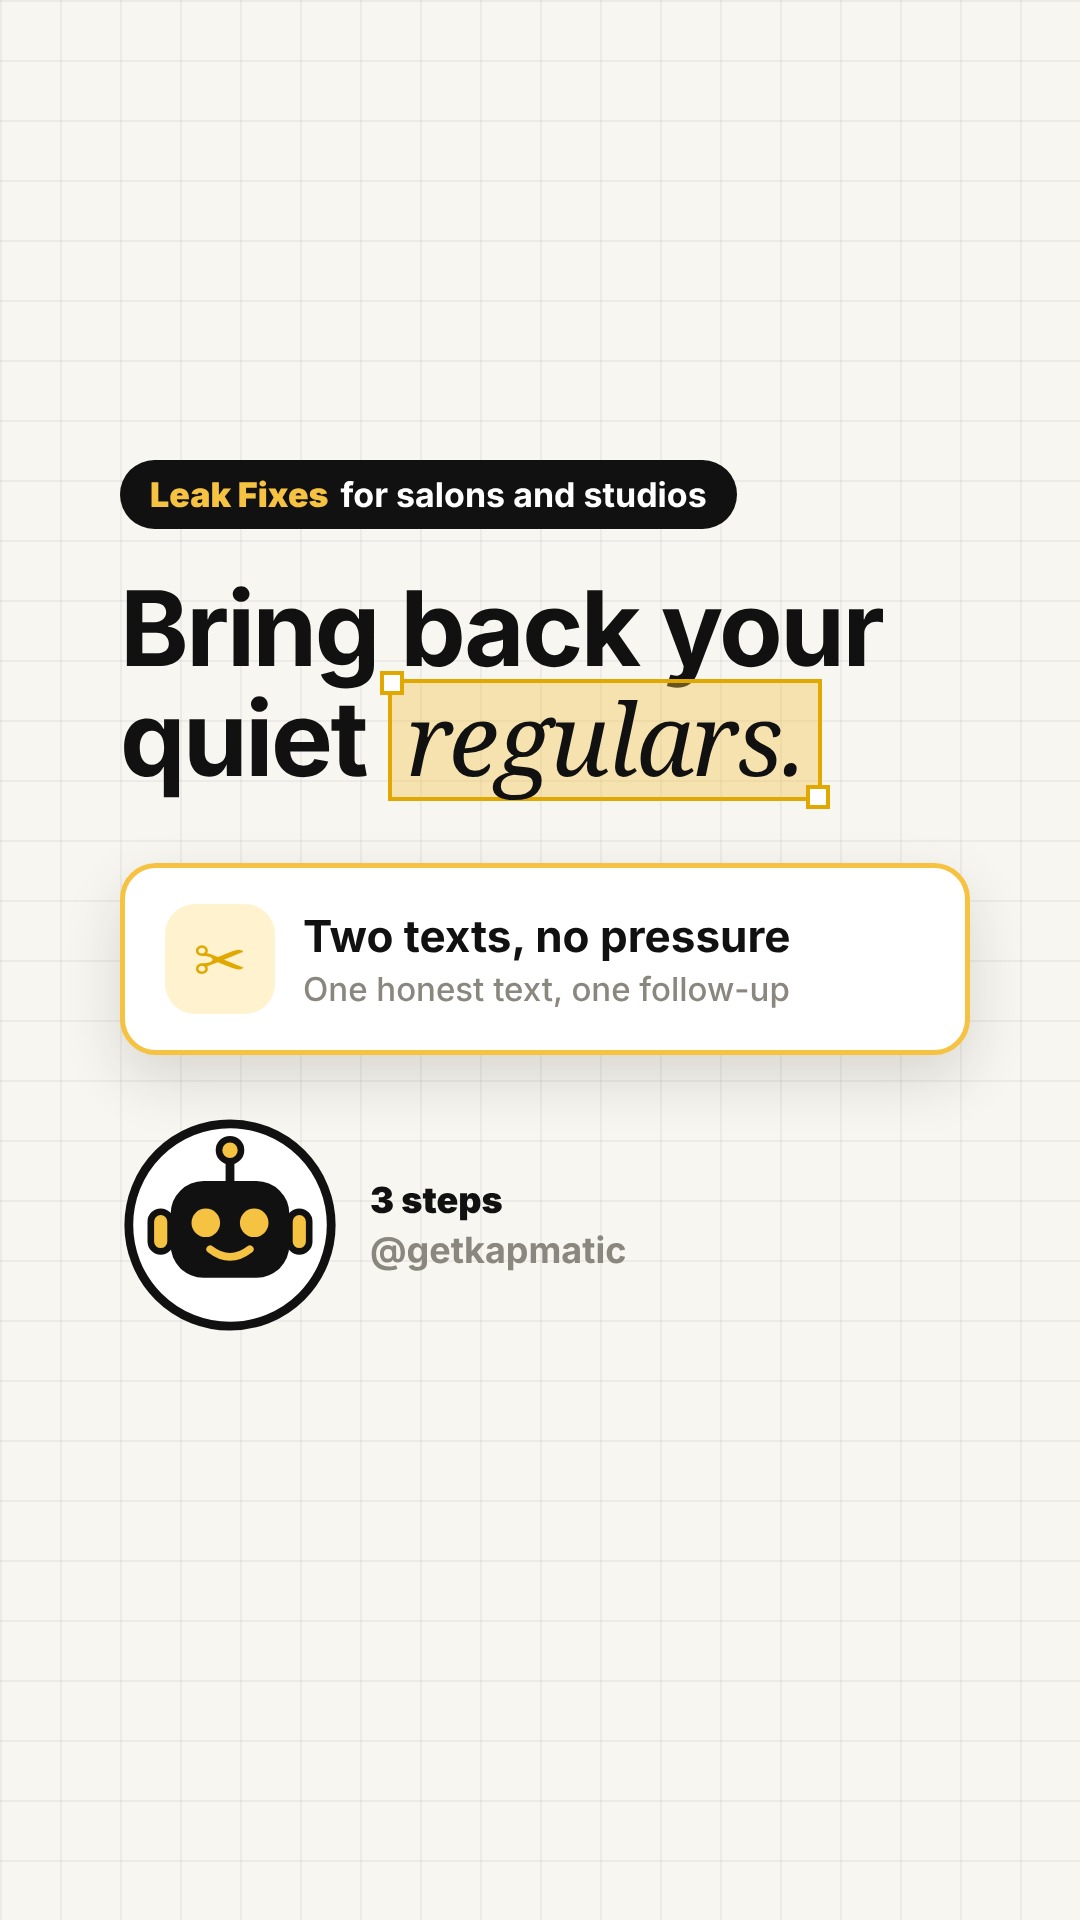 Leak Fixes for salons and studios
Bring back your
quiet regulars.
Two texts, no pressure
One honest text, one follow-up
3 steps
@getkapmatic